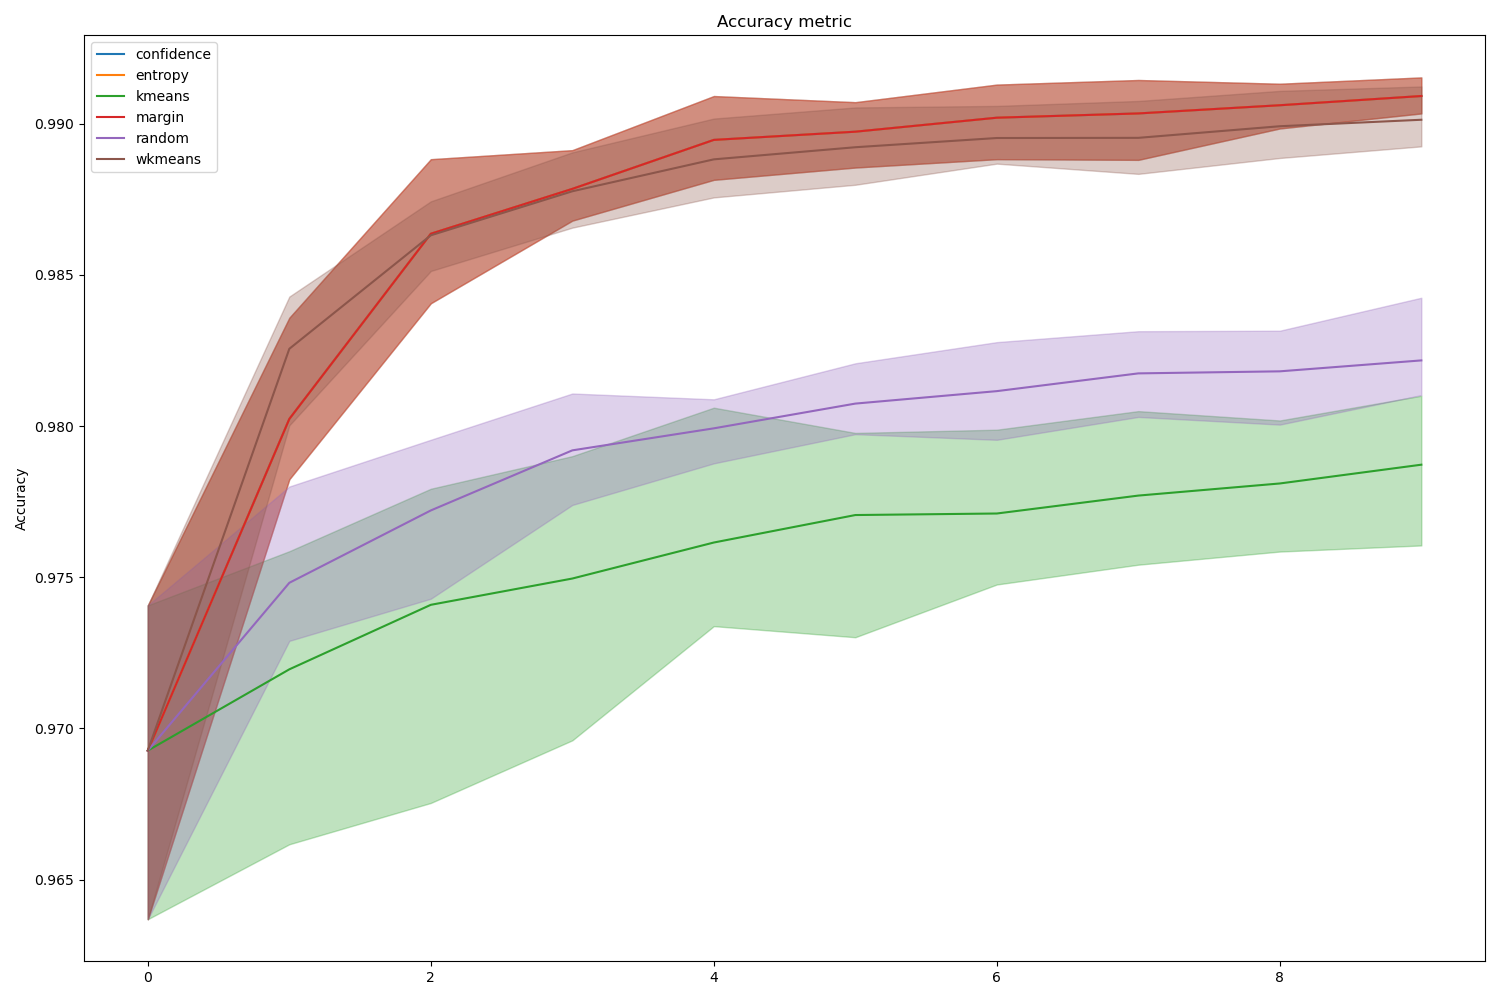 Accuracy metric
confidence
entropy
kmeans
margin
random
wkmeans
0.990
0.985
0.980
0.975
0.970
0.965
Accuracy
0 2 4 6 8